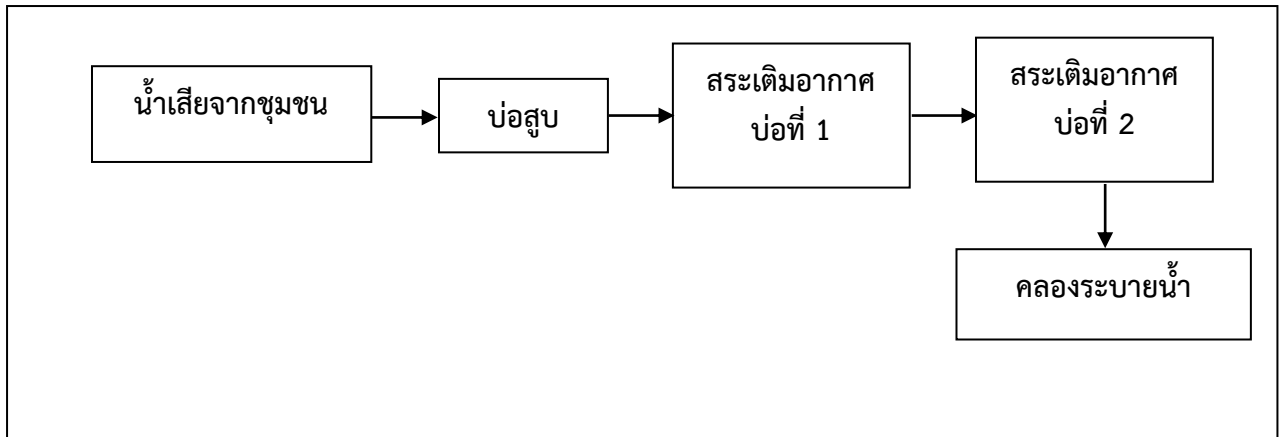 น้ำเสียจากชุมชน
บ่อสูบ
สระเติมอากาศ
บ่อที่ 1
สระเติมอากาศ
บ่อที่ 2
คลองระบายน้ำ